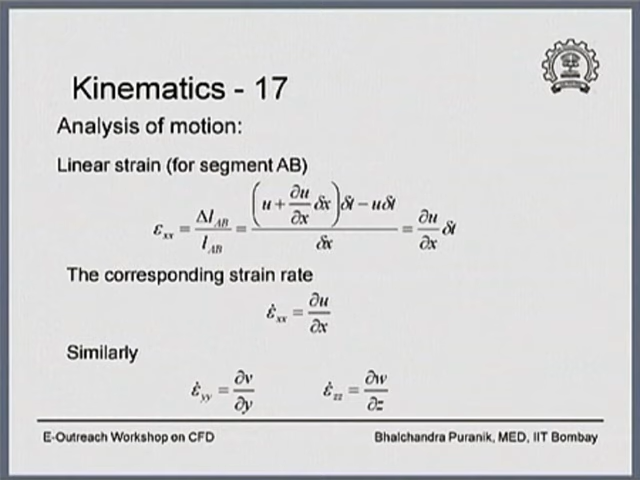 Kinematics - 17
Analysis of motion:
Linear strain (for segment AB)
ε_xx = Δl_AB / l_AB = ((u + ∂u/∂x δx) δt − u δt) / δx = ∂u/∂x δt
The corresponding strain rate
ε̇_xx = ∂u/∂x
Similarly
ε̇_yy = ∂v/∂y    ε̇_zz = ∂w/∂z
E-Outreach Workshop on CFD    Bhalchandra Puranik, MED, IIT Bombay